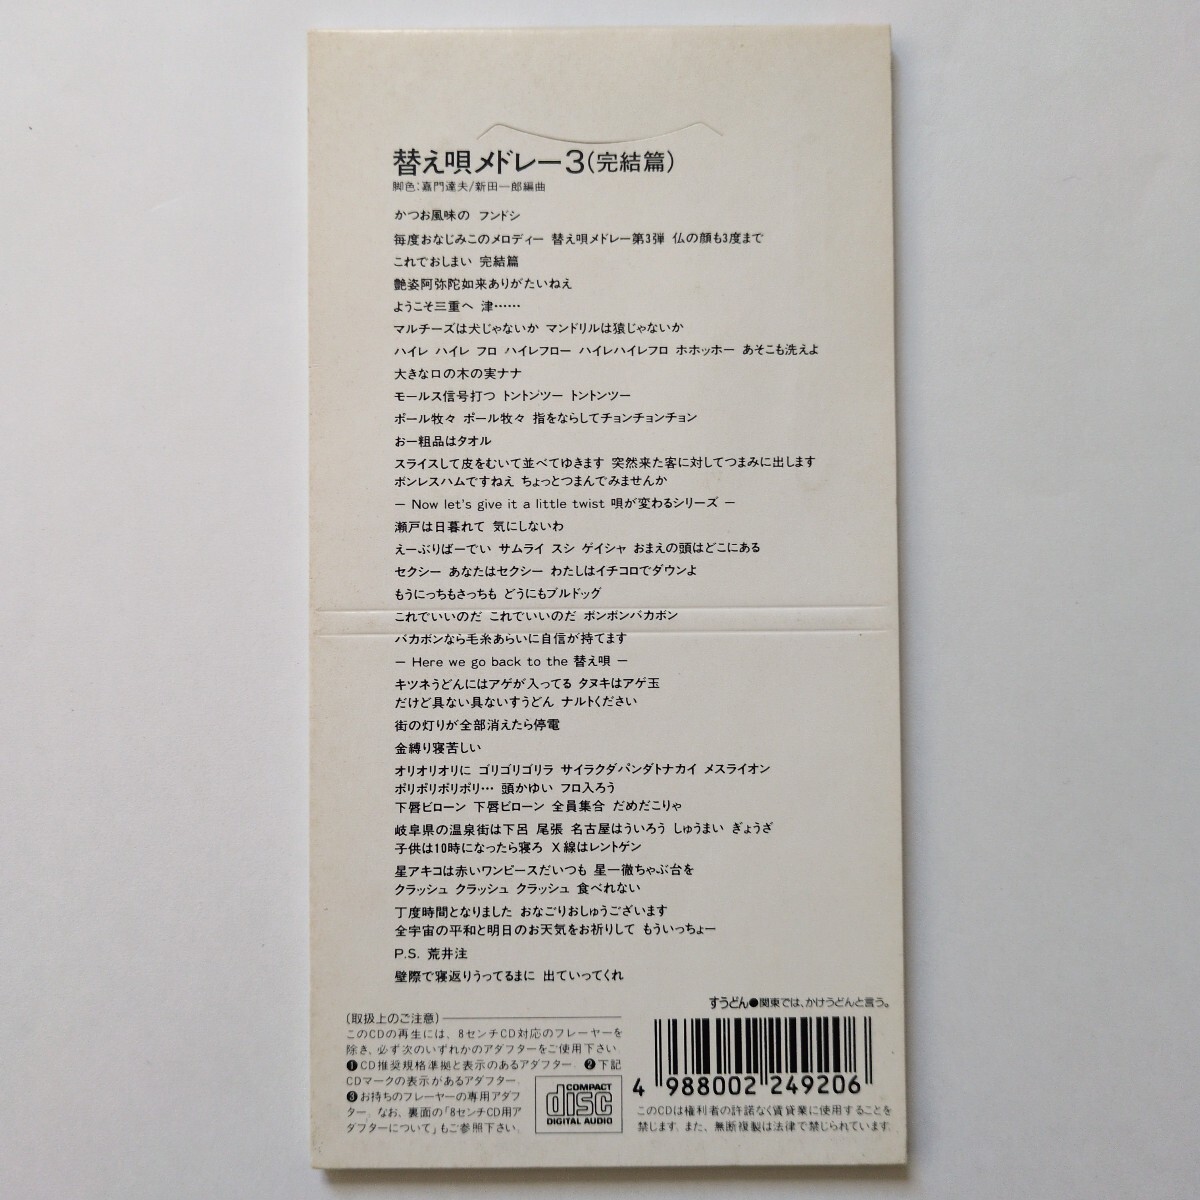 替え唄メドレー3(完結篇)
脚色:嘉門達夫/新田一郎編曲
かつお風味の フンドシ
毎度おなじみこのメロディー 替え唄メドレー第3弾 仏の顔も3度まで
これでおしまい 完結篇
艶姿阿弥陀如来ありがたいねえ
ようこそ三重へ 津……
マルチーズは犬じゃないか マンドリルは猿じゃないか
ハイレ ハイレ フロ ハイレフロー ハイレハイレフロ ホホッホー あそこも洗えよ
大きな口の木の実ナナ
モールス信号打つ トントンツー トントンツー
ポール牧々 ポール牧々 指をならしてチョンチョンチョン
お一粗品はタオル
スライスして皮をむいて並べてゆきます 突然来た客に対してつまみに出します
ボンレスハムですねえ ちょっとつまんでみませんか
− Now let's give it a little twist 唄が変わるシリーズ −
瀬戸は日暮れて 気にしないわ
えーぶりばーでい サムライ スシ ゲイシャ おまえの頭はどこにある
セクシー あなたはセクシー わたしはイチコロでダウンよ
もうにっちもさっちも どうにもブルドッグ
これでいいのだ これでいいのだ ボンボンバカボン
バカボンなら毛糸あらいに自信が持てます
− Here we go back to the 替え唄 −
キツネうどんにはアゲが入ってる タヌキはアゲ玉
だけど具ない具ないすうどん ナルトください
街の灯りが全部消えたら停電
金縛り寝苦しい
オリオリオリに ゴリゴリゴリラ サイラクダパンダトナカイ メスライオン
ポリポリポリポリ… 頭かゆい フロ入ろう
下唇ビローン 下唇ビローン 全員集合 だめだこりゃ
岐阜県の温泉街は下呂 尾張 名古屋はういろう しゅうまい ぎょうざ
子供は10時になったら寝ろ X線はレントゲン
星アキコは赤いワンピースだいつも 星一徹ちゃぶ台を
クラッシュ クラッシュ クラッシュ 食べれない
丁度時間となりました おなごりおしゅうございます
全宇宙の平和と明日のお天気をお祈りして もういっちょー
P.S. 荒井注
壁際で寝返りうってるまに 出ていってくれ
すうどん●関東では、かけうどんと言う。
(取扱上のご注意)
このCDの再生には、8センチCD対応のプレーヤーを
除き、必ず次のいずれかのアダプターをご使用下さい.
❶CD推奨規格準拠と表示のあるアダプター. ❷下記
CDマークの表示があるアダプター.
❸お持ちのプレーヤーの専用アダプ
ター. なお、裏面の「8センチCD用ア
ダプターについて」もご参照下さい.
COMPACT
disc
DIGITAL AUDIO
4 988002 249206
このCDは権利者の許諾なく賃貸業に使用することを
禁じます. また、無断複製は法律で禁じられています.